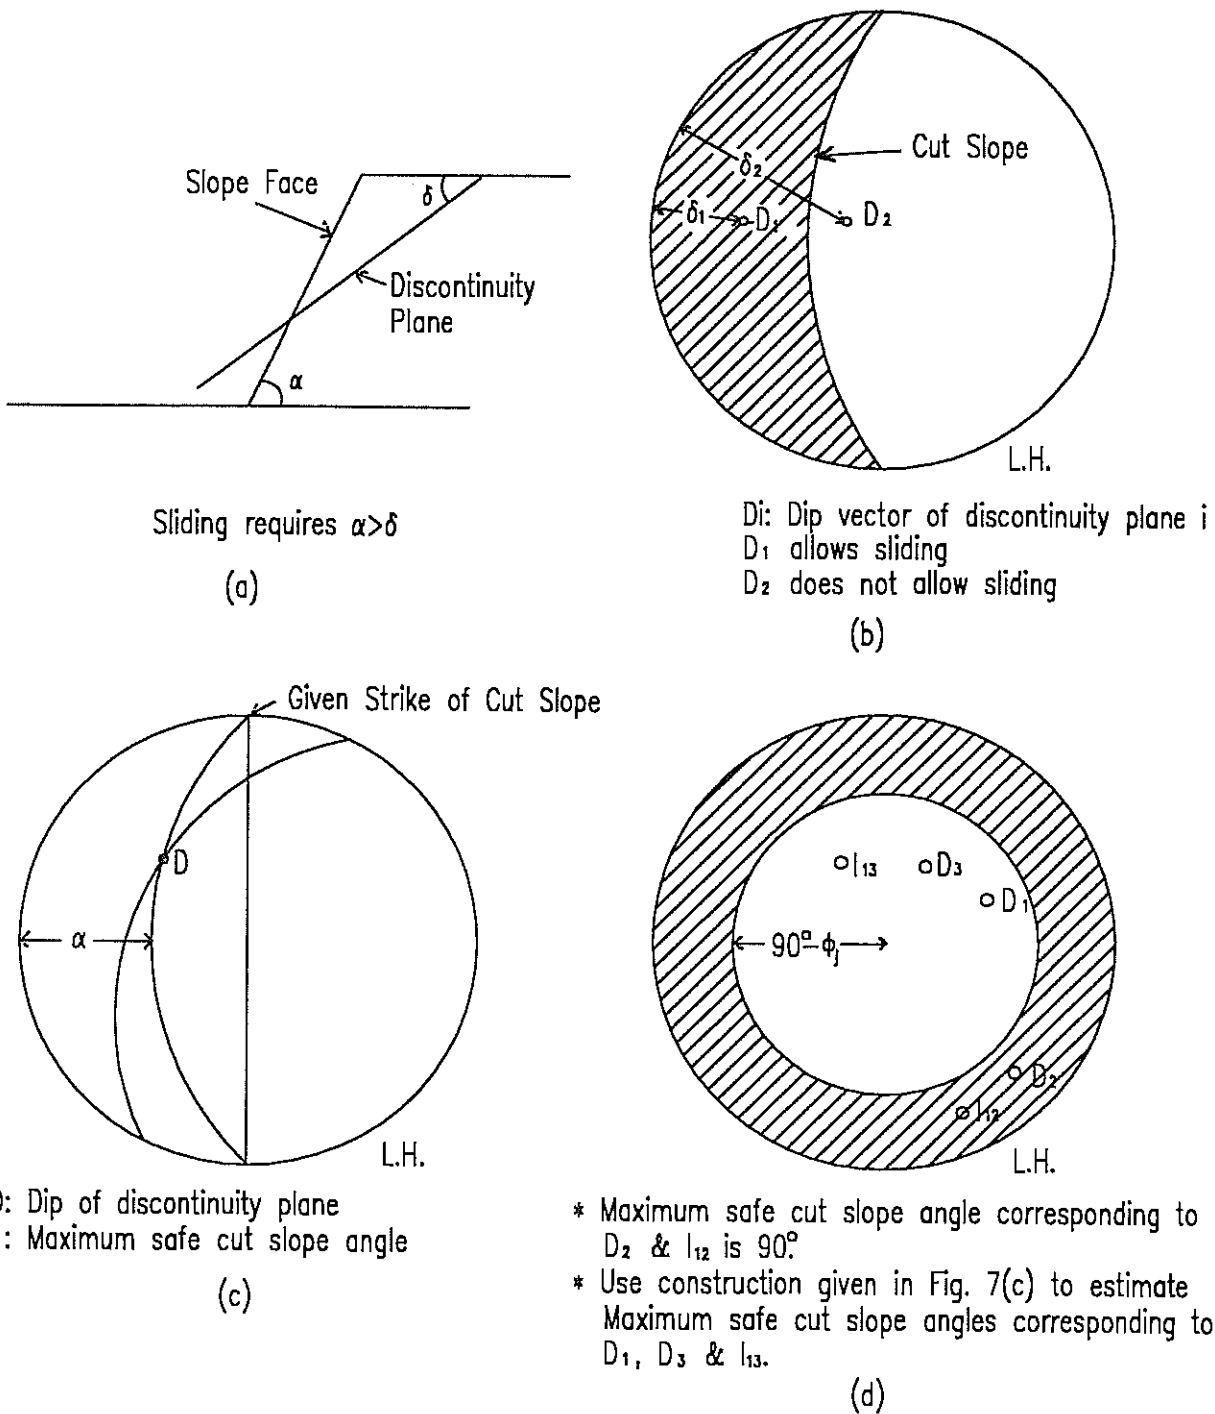 Slope Face
δ
Discontinuity
Plane
α
Sliding requires α>δ
(a)
Cut Slope
δ₂
δ₁
D₁
D₂
L.H.
Di: Dip vector of discontinuity plane i
D₁ allows sliding
D₂ does not allow sliding
(b)
Given Strike of Cut Slope
D
α
L.H.
: Dip of discontinuity plane
: Maximum safe cut slope angle
(c)
I₁₃
D₃
D₁
90°-ϕj
D₂
I₁₂
L.H.
* Maximum safe cut slope angle corresponding to
D₂ & I₁₂ is 90°.
* Use construction given in Fig. 7(c) to estimate
Maximum safe cut slope angles corresponding to
D₁, D₃ & I₁₃.
(d)